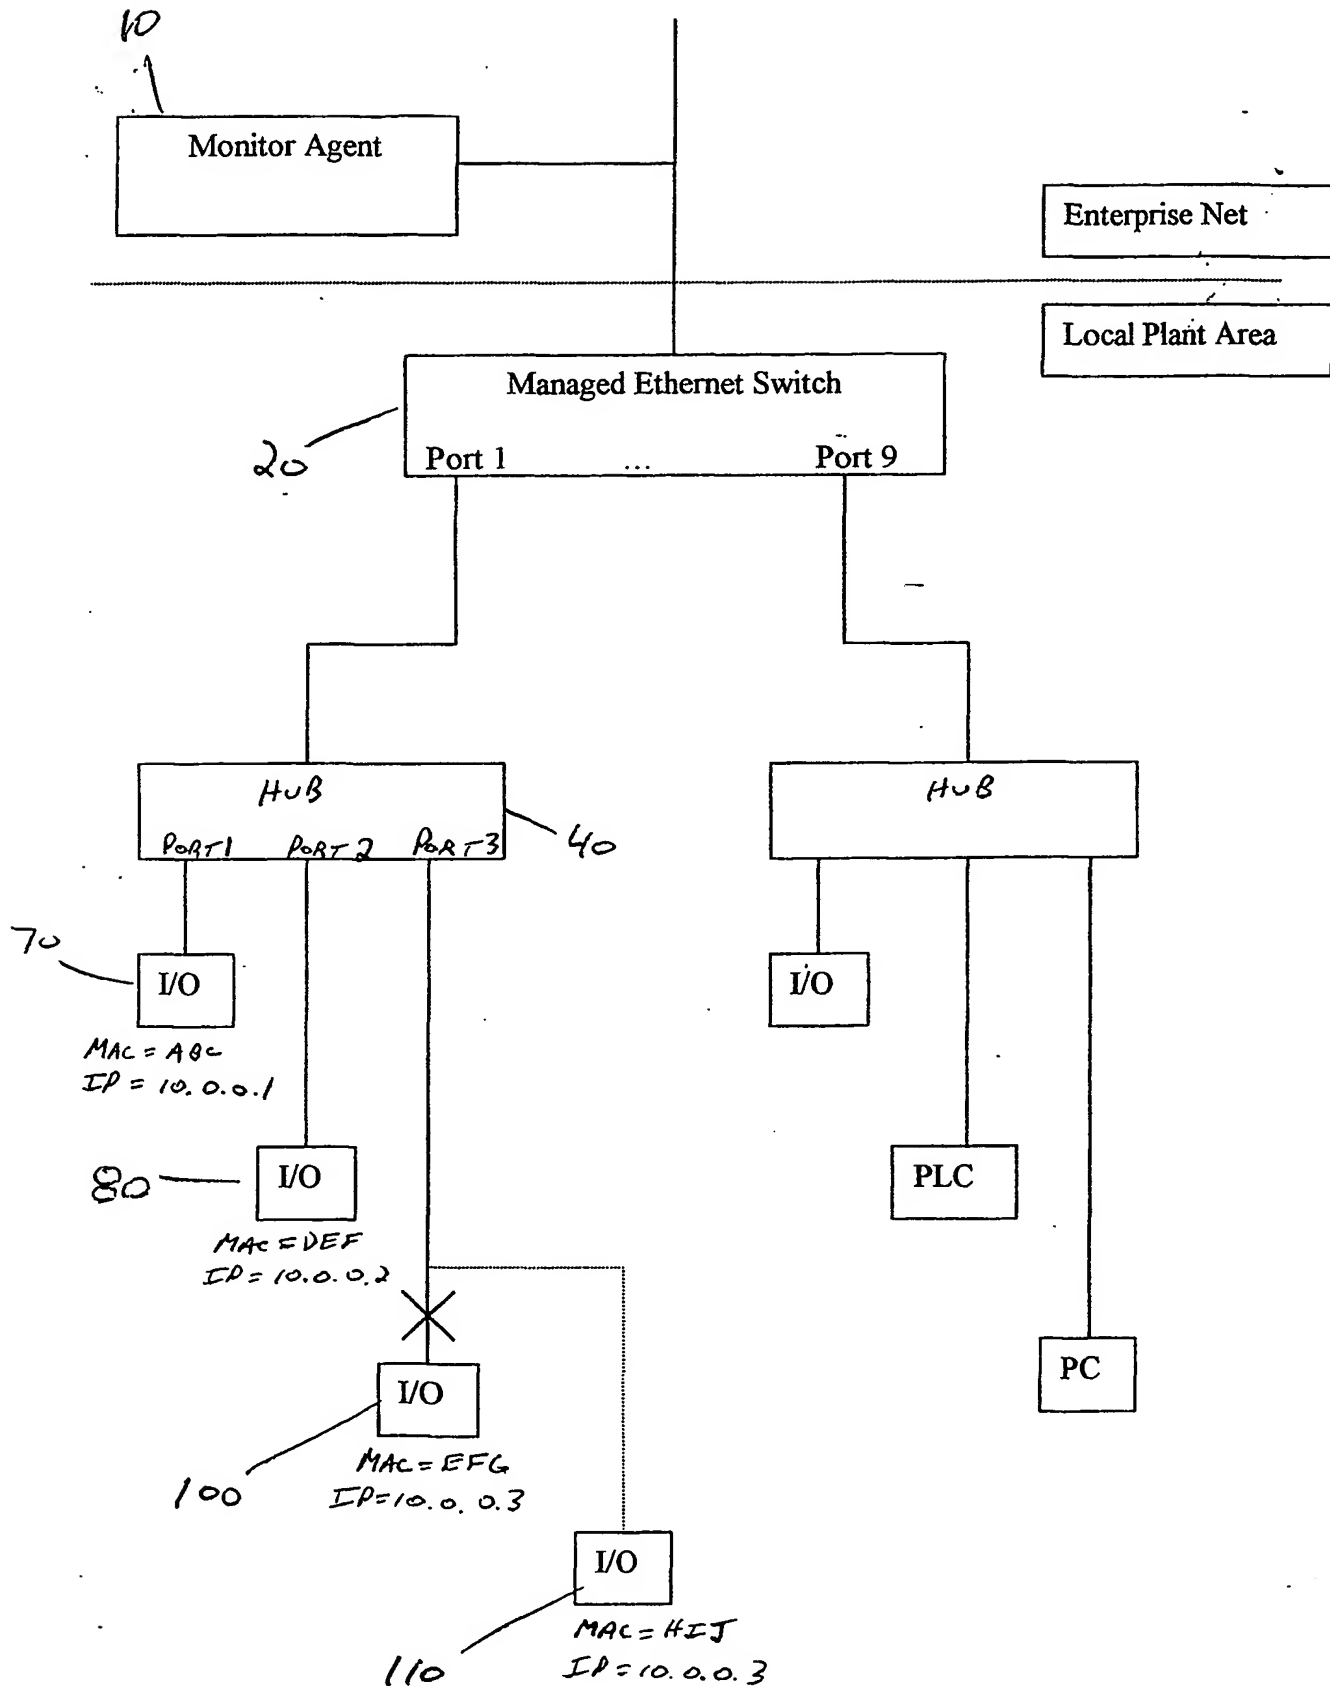 10
Monitor Agent
Enterprise Net
Local Plant Area
Managed Ethernet Switch
20
Port 1 ... Port 9
HUB
PORT1 PORT 2 PORT3
40
HUB
70
I/O
MAC = ABC
IP = 10.0.0.1
I/O
80
I/O
MAC = DEF
IP = 10.0.0.2
PLC
PC
I/O
100
MAC = EFG
IP=10.0.0.3
I/O
110
MAC = HIJ
IP = 10.0.0.3